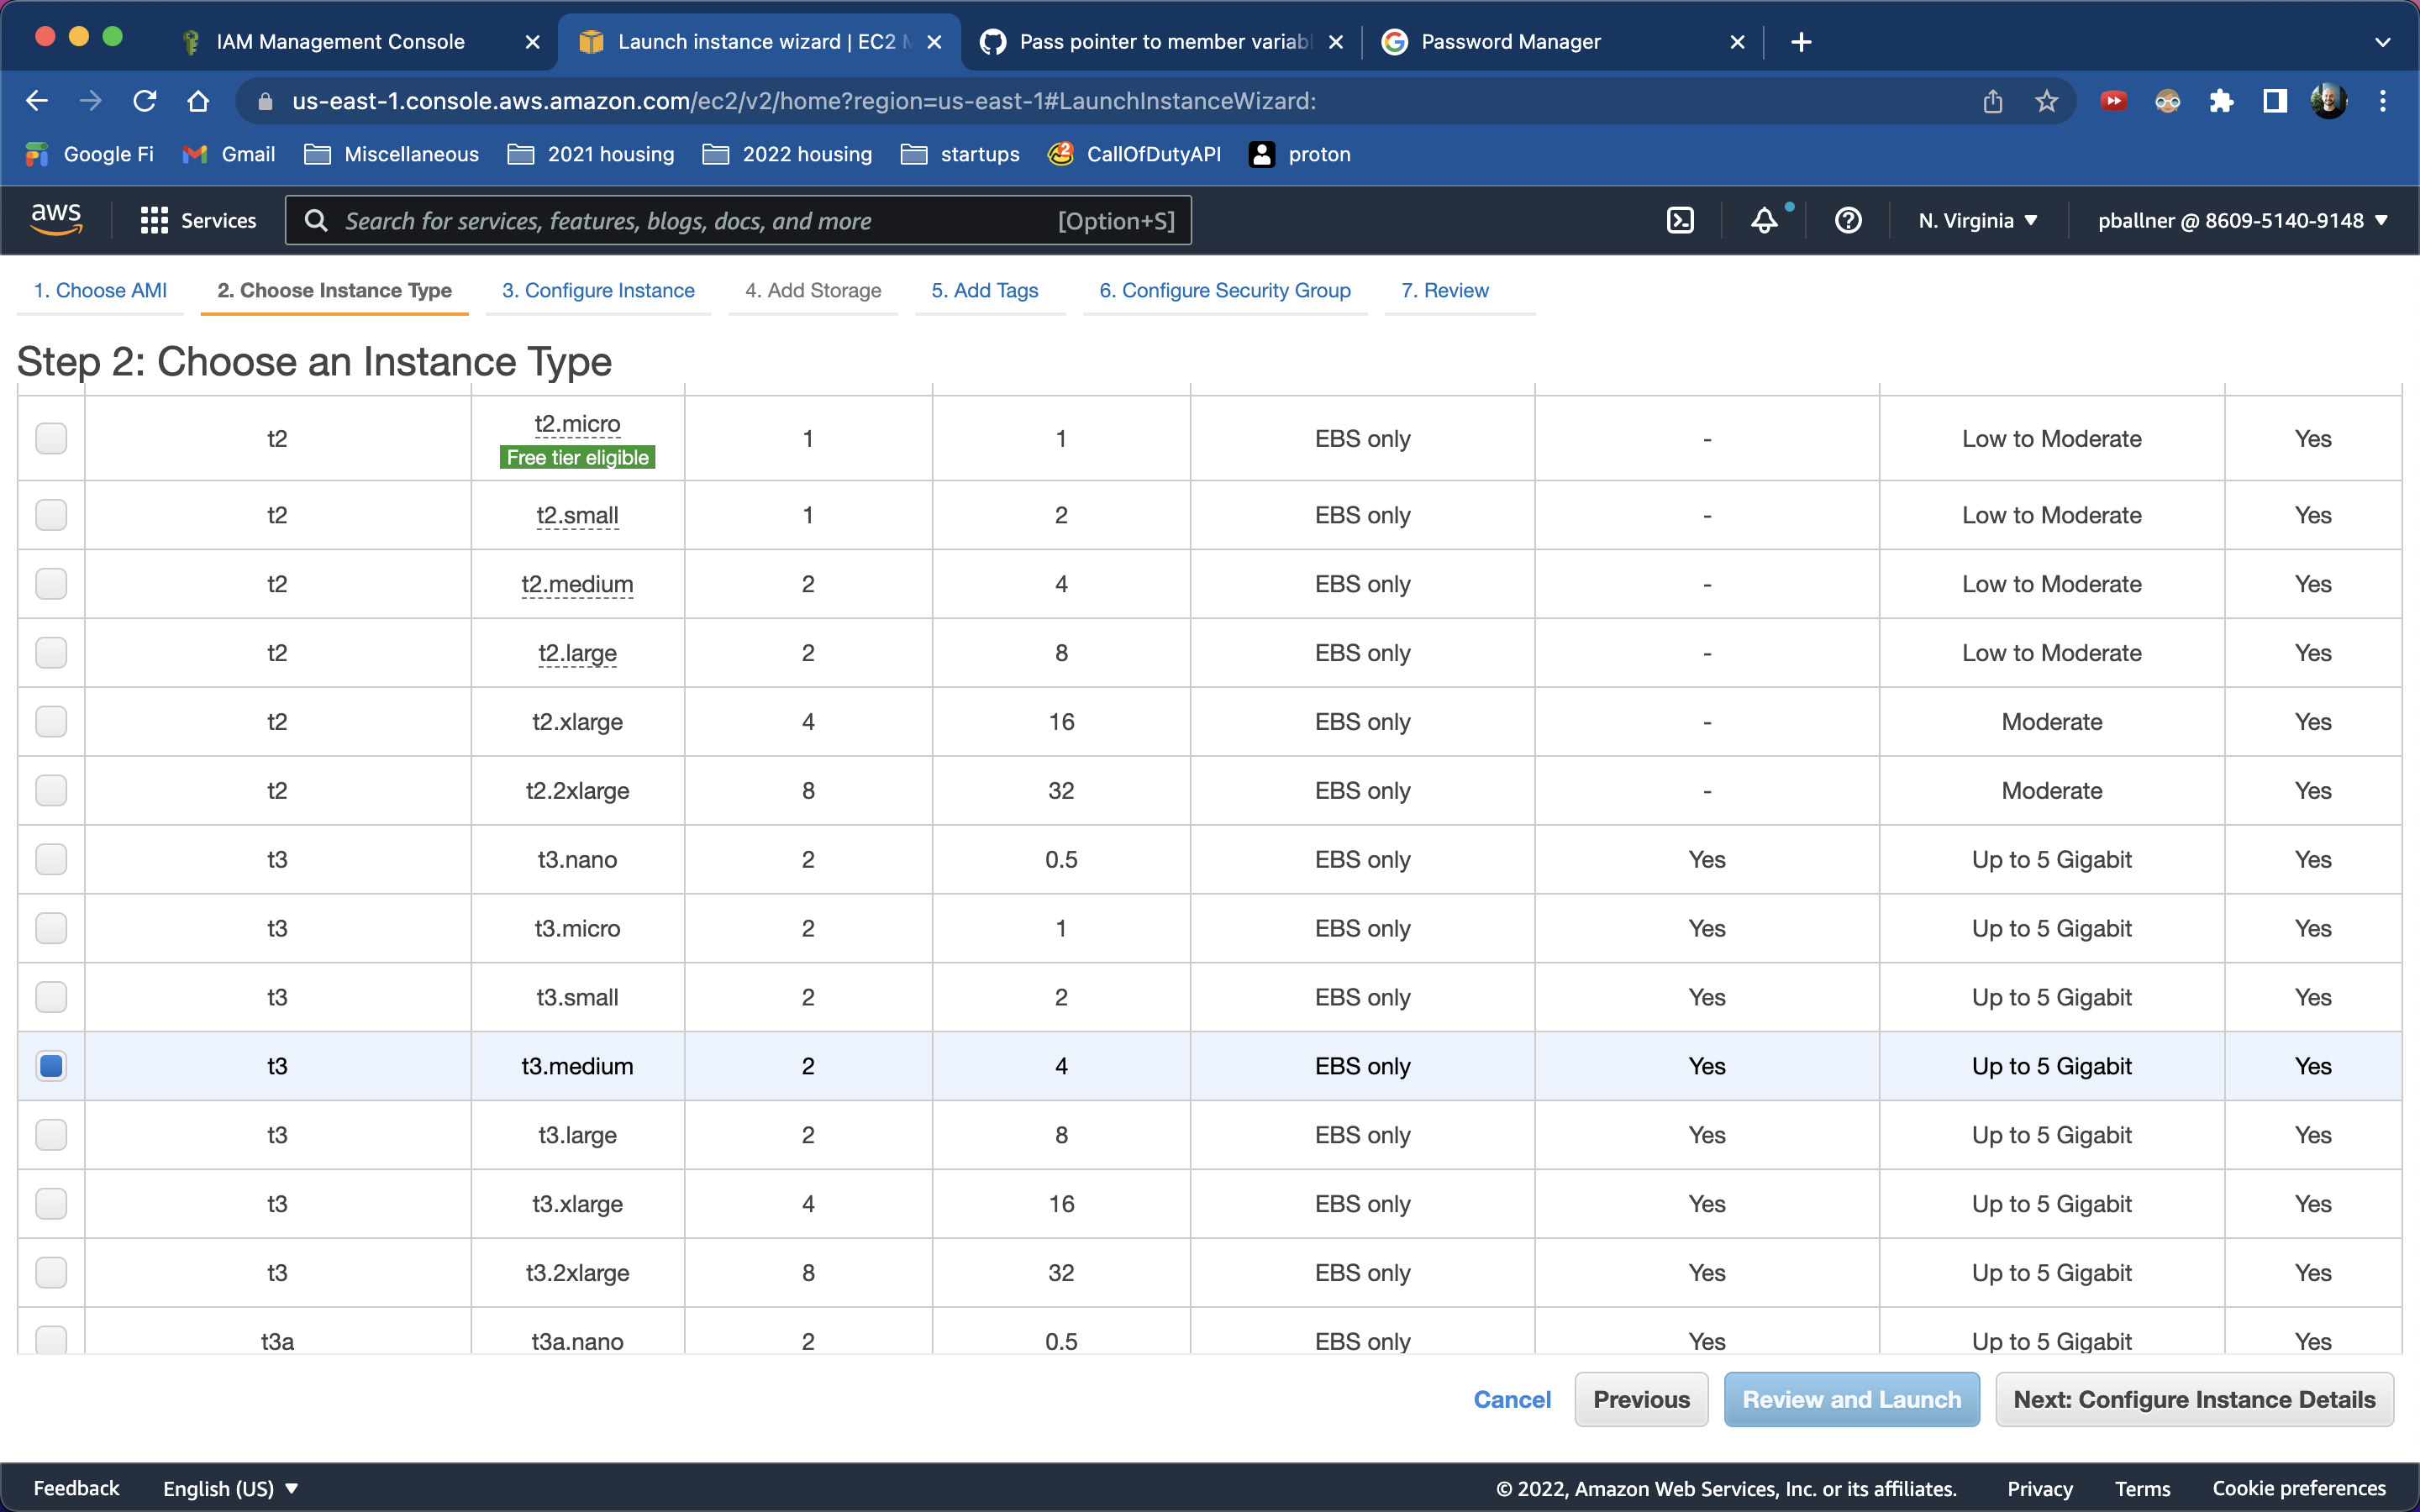 IAM Management Console
Launch instance wizard | EC2
Pass pointer to member variabl
Password Manager
us-east-1.console.aws.amazon.com/ec2/v2/home?region=us-east-1#LaunchInstanceWizard:
Google Fi Gmail Miscellaneous 2021 housing 2022 housing startups 2 CallOfDutyAPI proton
aws Services Search for services, features, blogs, docs, and more [Option+S] N. Virginia ▼ pballner @ 8609-5140-9148 ▼
1. Choose AMI 2. Choose Instance Type 3. Configure Instance 4. Add Storage 5. Add Tags 6. Configure Security Group 7. Review
Step 2: Choose an Instance Type
t2 t2.micro 1 1 EBS only - Low to Moderate Yes
Free tier eligible
t2 t2.small 1 2 EBS only - Low to Moderate Yes
t2 t2.medium 2 4 EBS only - Low to Moderate Yes
t2 t2.large 2 8 EBS only - Low to Moderate Yes
t2 t2.xlarge 4 16 EBS only - Moderate Yes
t2 t2.2xlarge 8 32 EBS only - Moderate Yes
t3 t3.nano 2 0.5 EBS only Yes Up to 5 Gigabit Yes
t3 t3.micro 2 1 EBS only Yes Up to 5 Gigabit Yes
t3 t3.small 2 2 EBS only Yes Up to 5 Gigabit Yes
t3 t3.medium 2 4 EBS only Yes Up to 5 Gigabit Yes
t3 t3.large 2 8 EBS only Yes Up to 5 Gigabit Yes
t3 t3.xlarge 4 16 EBS only Yes Up to 5 Gigabit Yes
t3 t3.2xlarge 8 32 EBS only Yes Up to 5 Gigabit Yes
t3a t3a.nano 2 0.5 EBS only Yes Up to 5 Gigabit Yes
Cancel Previous Review and Launch Next: Configure Instance Details
Feedback English (US) ▼ © 2022, Amazon Web Services, Inc. or its affiliates. Privacy Terms Cookie preferences